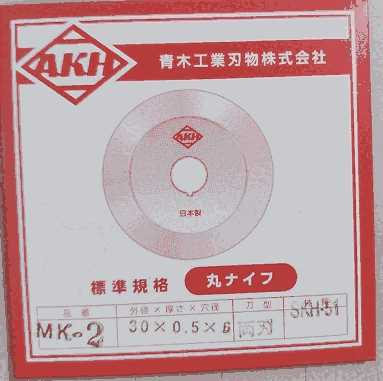 AKH
青木工業刃物株式会社
AKH
日本製
標準規格 丸ナイフ
品番 外径×厚さ×穴径 刃型
MK-2 30×0.5×6 両刃 SKH-51